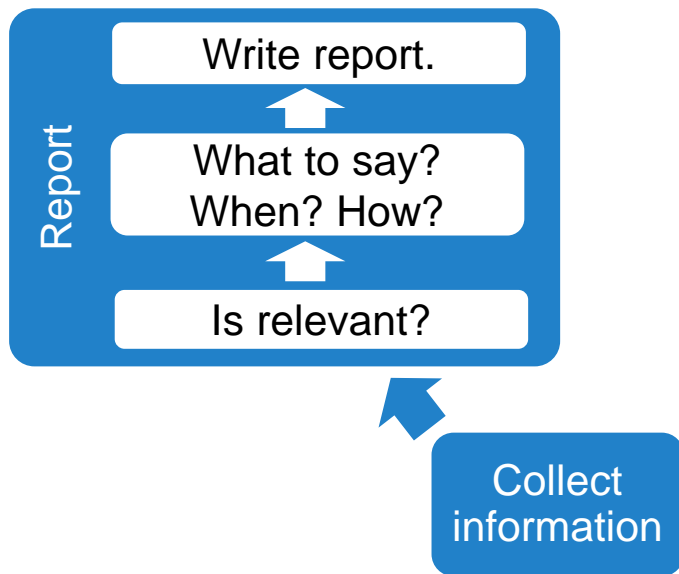 Write report.
Report
What to say?
When? How?
Is relevant?
Collect
information